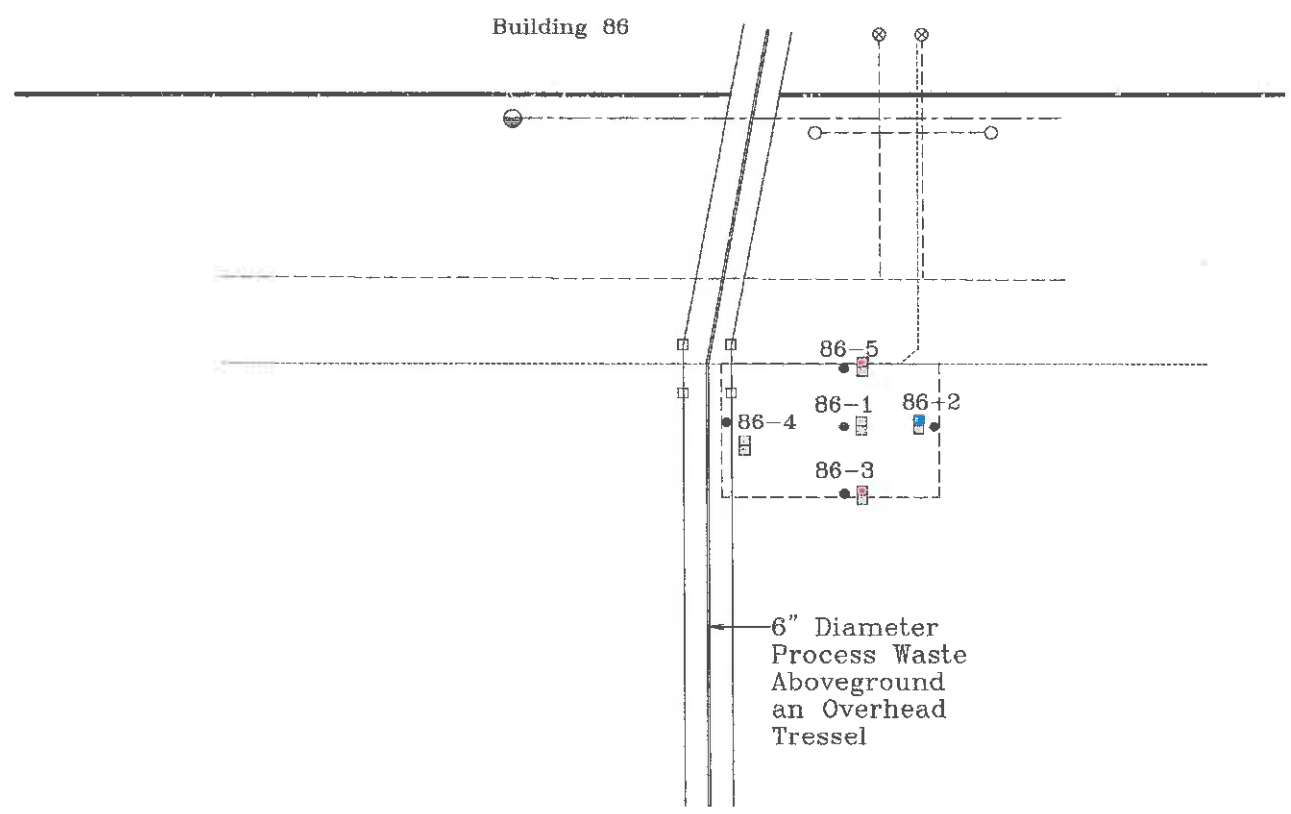 Building 86
86-5
86-1
86+2
86-4
86-3
6" Diameter
Process Waste
Aboveground
an Overhead
Tressel